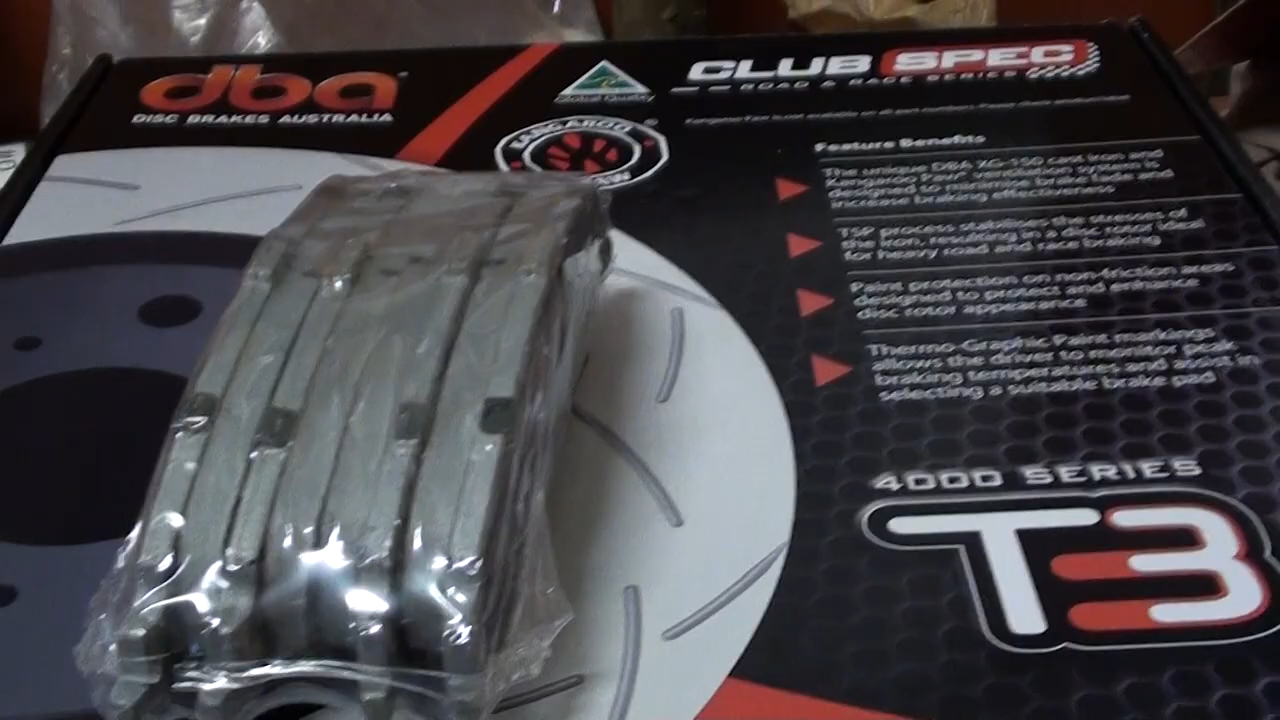 dba
DISC BRAKES AUSTRALIA
Global Quality
KANGAROO
CLUB SPEC
ROAD & RACE SERIES
Feature Benefits
The unique DBA XG-150 cast iron and
Kangaroo Paw ventilation system is
designed to minimise brake fade and
increase braking effectiveness
TSP process stabilises the stresses of
the iron, resulting in a disc rotor ideal
for heavy road and race braking
Paint protection on non-friction areas
designed to protect and enhance
disc rotor appearance
Thermo-Graphic Paint markings
allows the driver to monitor peak
braking temperatures and assist in
selecting a suitable brake pad
4000 SERIES
T3